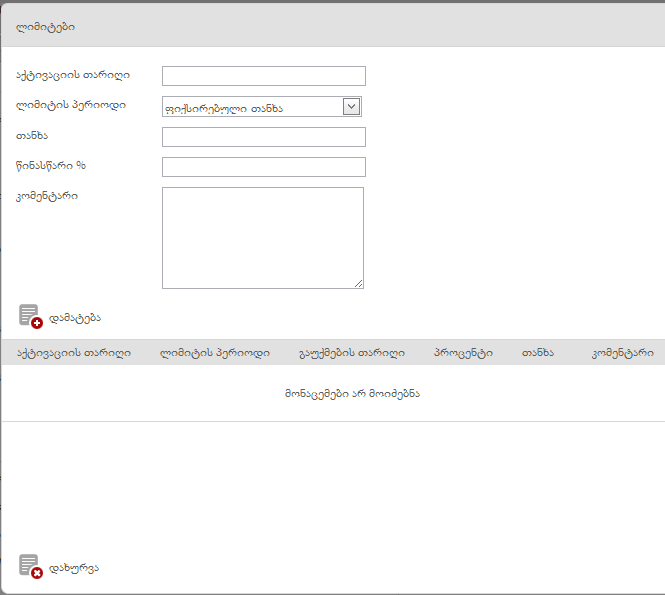 ლიმიტები
აქტივაციის თარიღი
ლიმიტის პერიოდი ფიქსირებული თანხა
თანხა
წინასწარი %
კომენტარი
დამატება
აქტივაციის თარიღი ლიმიტის პერიოდი გაუქმების თარიღი პროცენტი თანხა კომენტარი
მონაცემები არ მოიძებნა
დახურვა